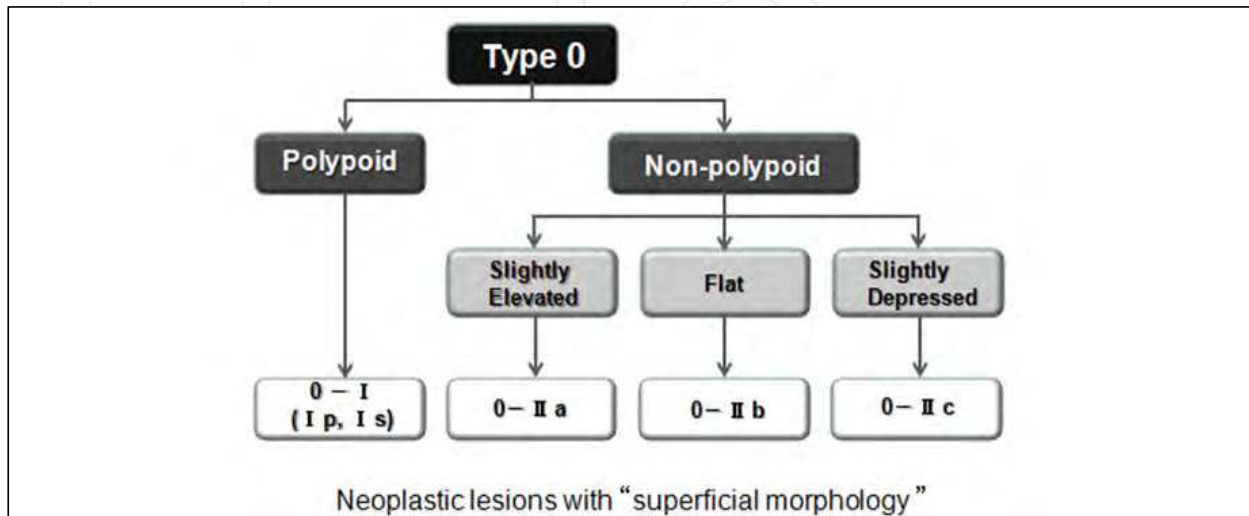 Type 0
Polypoid
Non-polypoid
Slightly
Elevated
Flat
Slightly
Depressed
0 – Ⅰ
( Ⅰ p, Ⅰ s)
0– Ⅱ a
0– Ⅱ b
0– Ⅱ c
Neoplastic lesions with “superficial morphology”